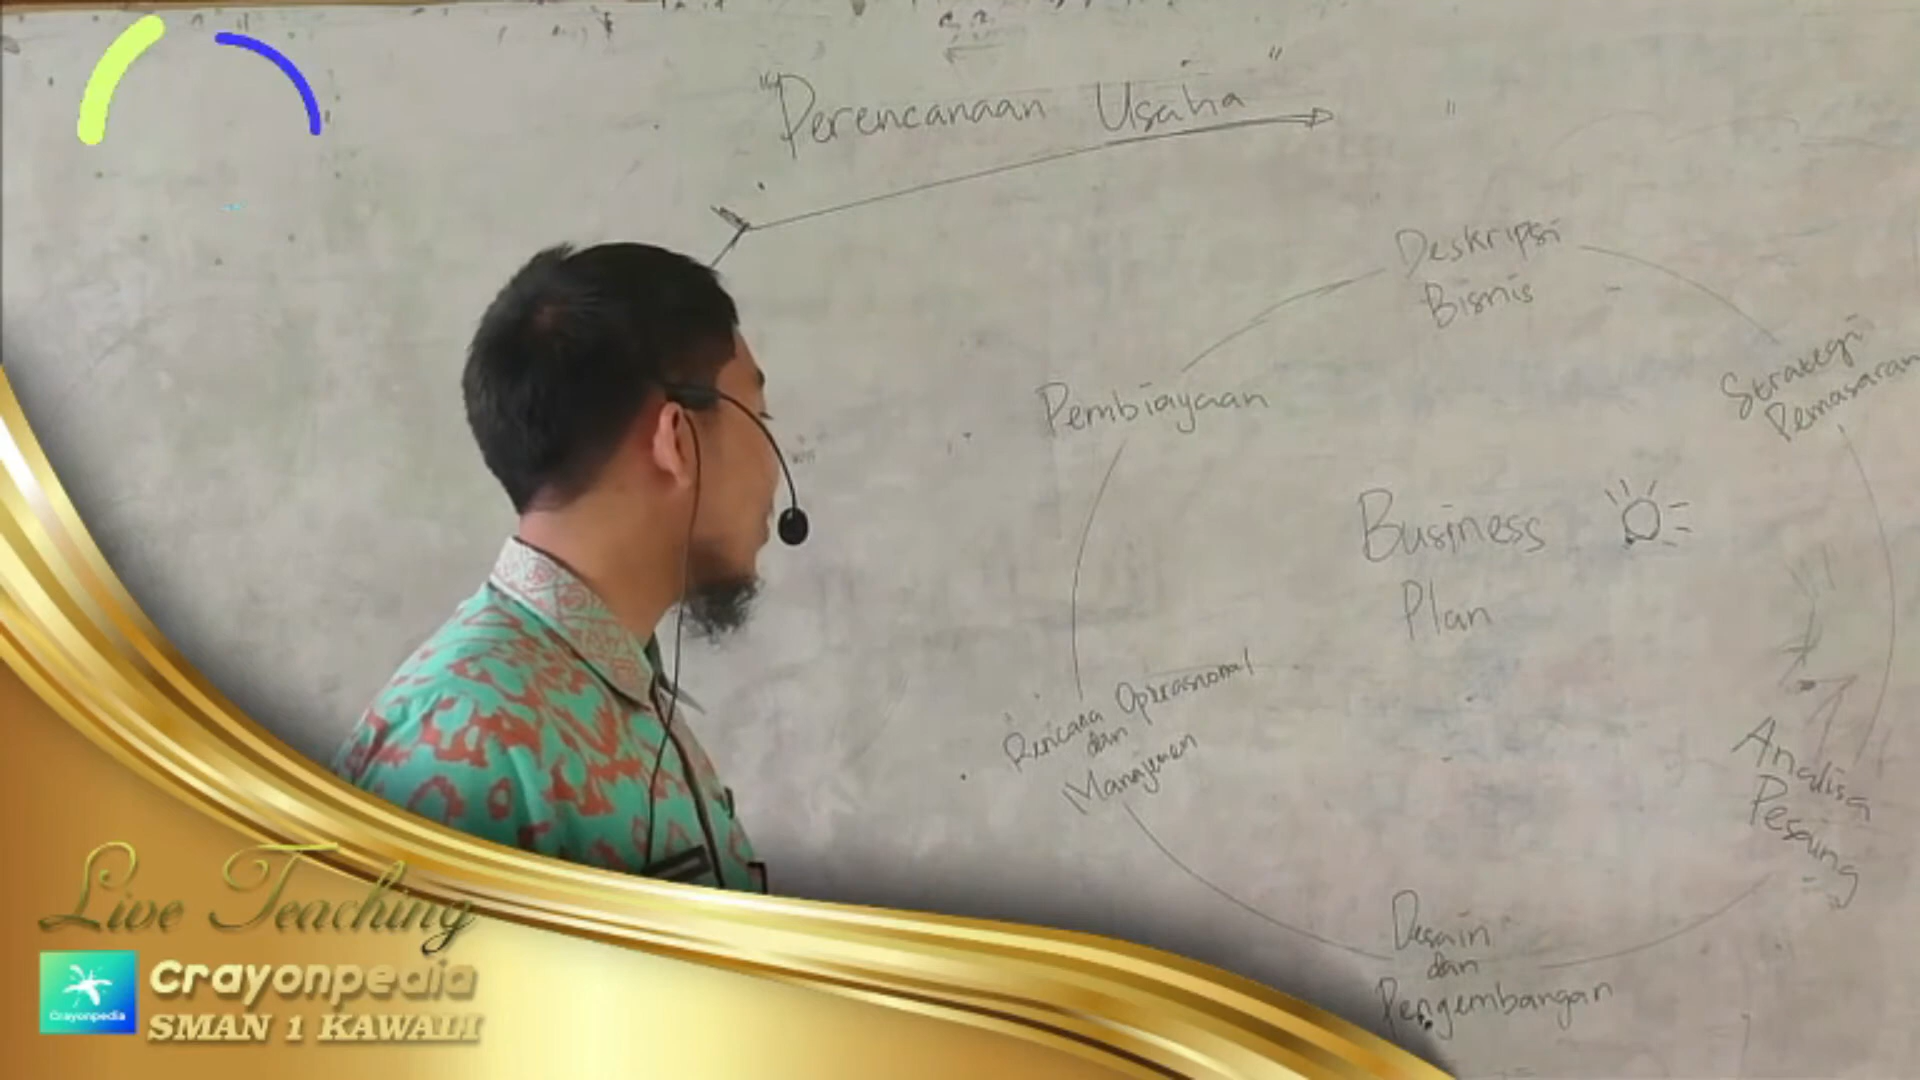 "Perencanaan Usaha"
Deskripsi
Bisnis
Strategi
Pemasaran
Pembiayaan
Business
Plan
Rencana Operasional
dan
Manajemen
Analisa
Pesaing
Desain
dan
Pengembangan
Live Teaching
Crayonpedia
Crayonpedia
SMAN 1 KAWALI